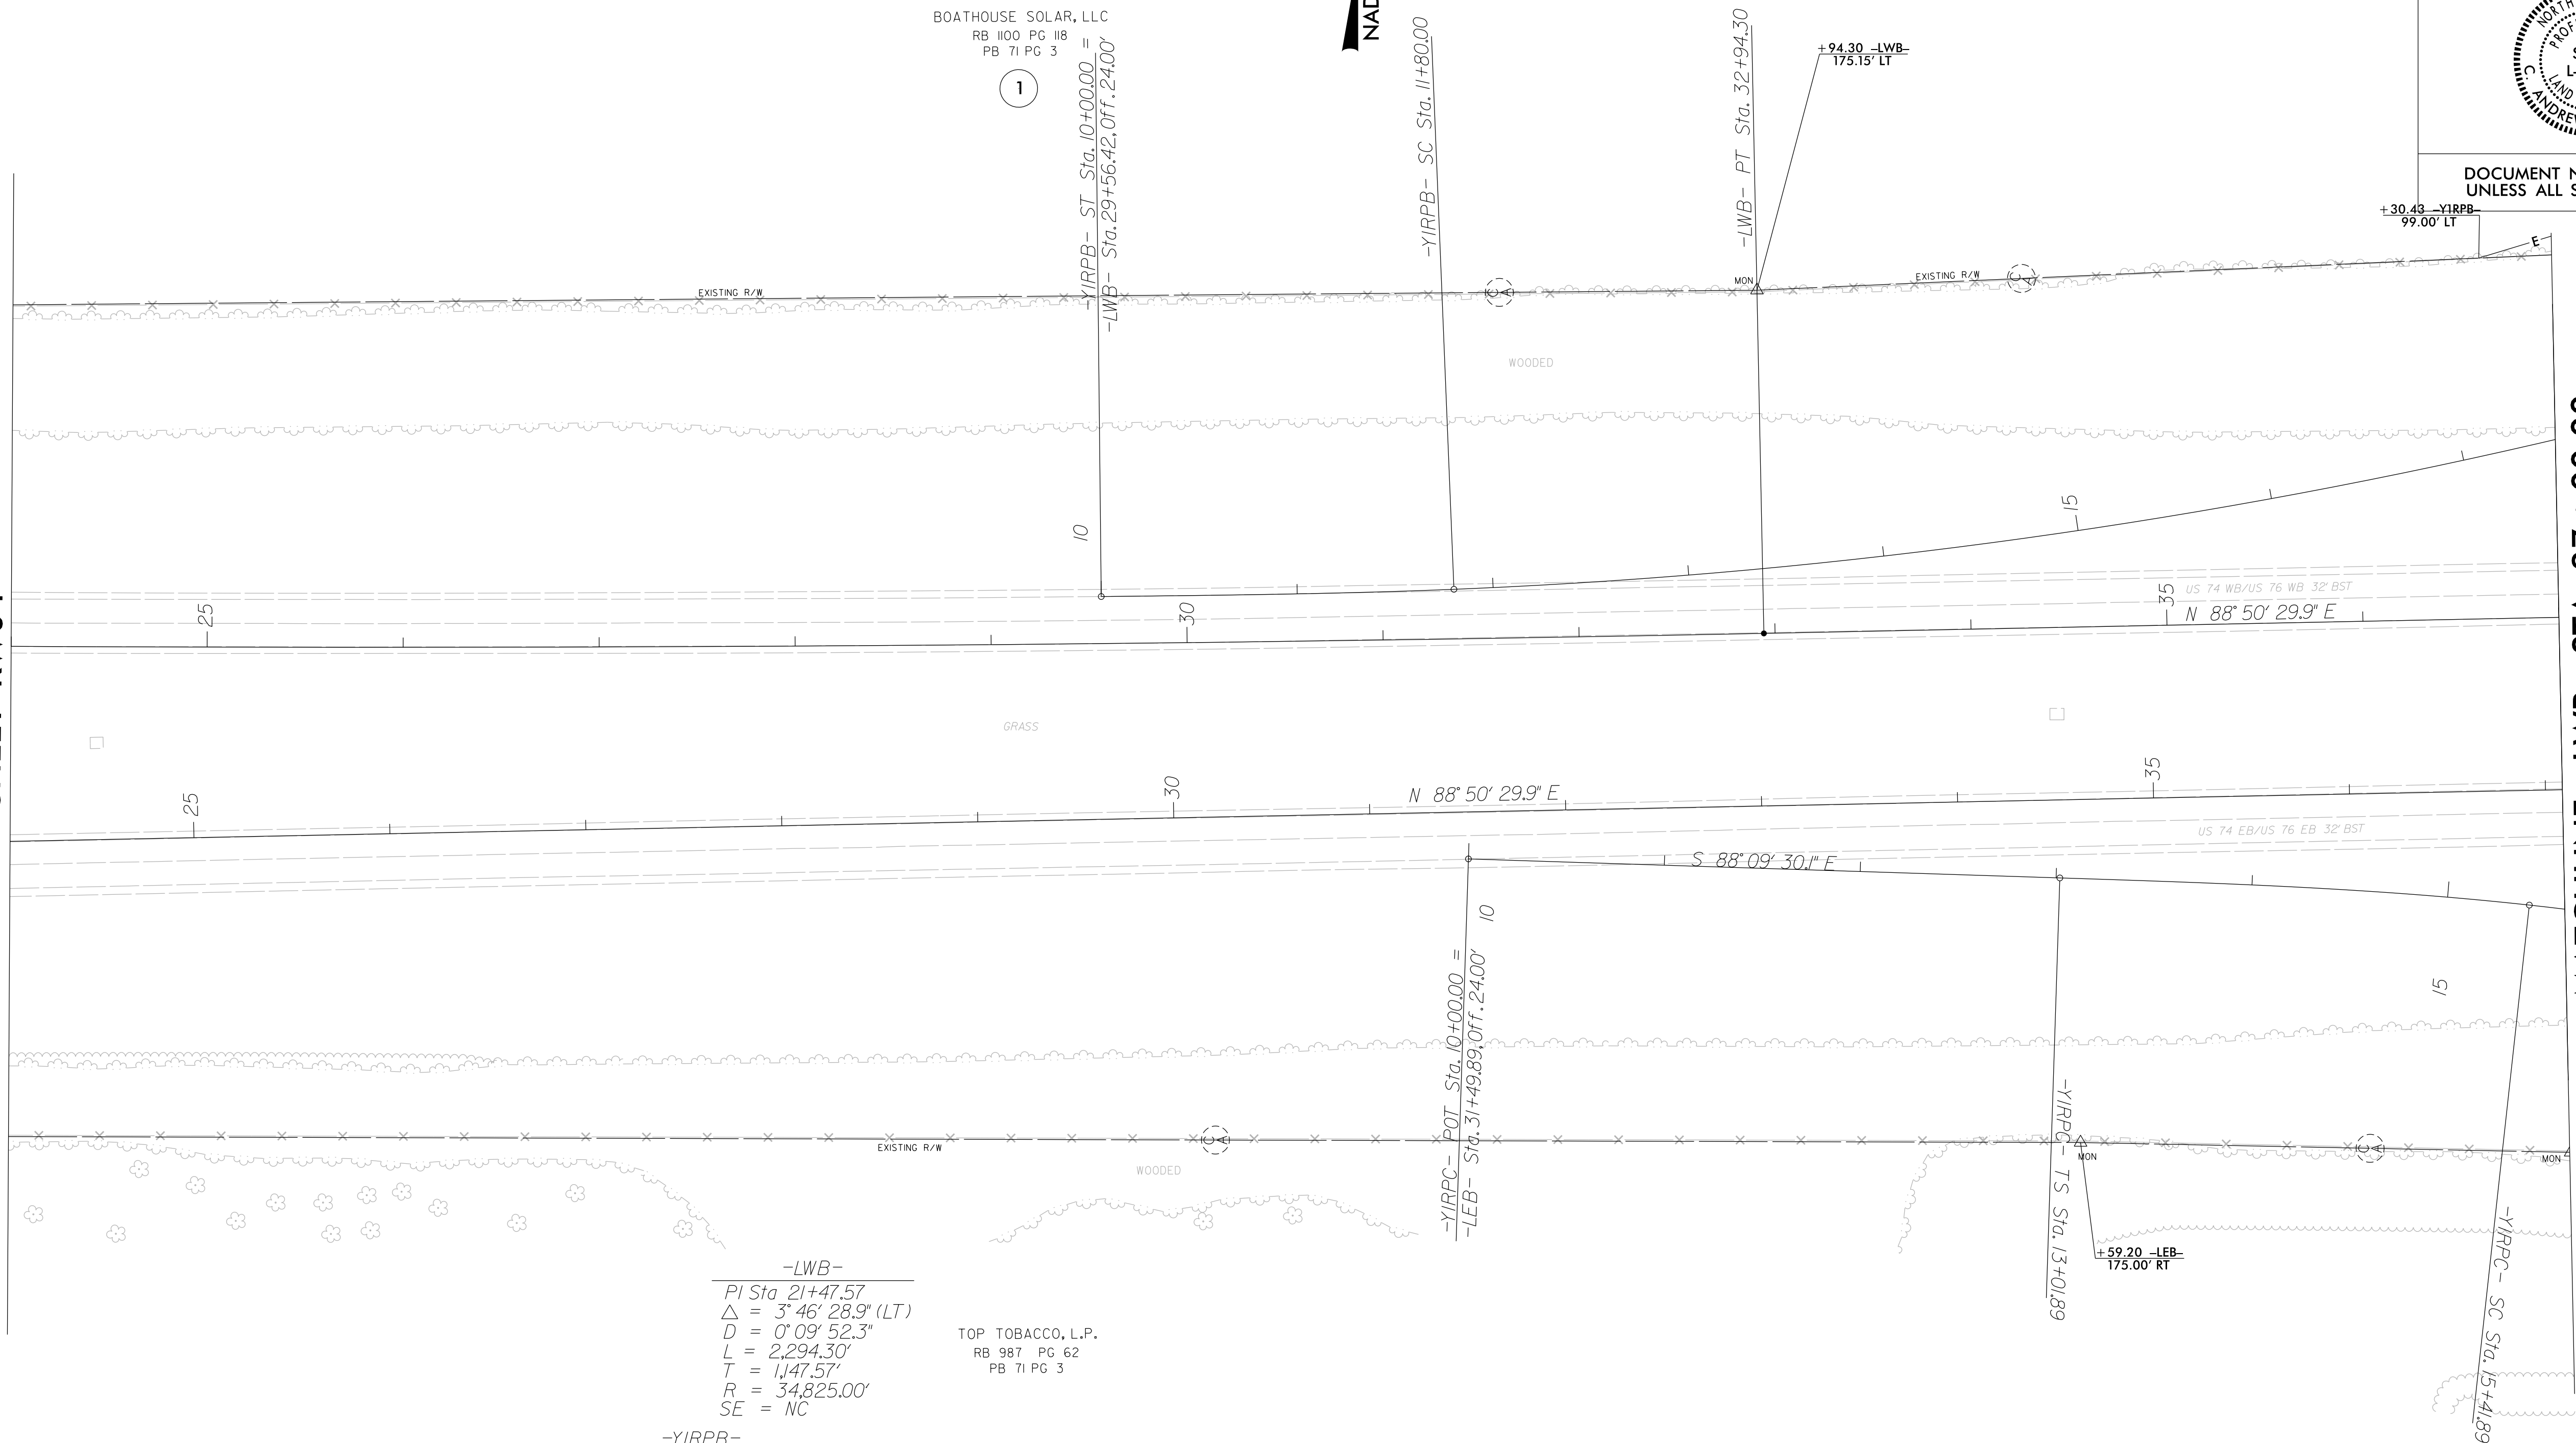 BOATHOUSE SOLAR, LLC
RB 1100 PG 118
PB 71 PG 3
1
-Y1RPB- ST Sta. 10+00.00 =
-LWB- Sta. 29+56.42, Off. 24.00'
NAD
-Y1RPB- SC Sta. 11+80.00
-LWB- PT Sta. 32+94.30
+94.30 -LWB-
175.15' LT
NORTH
PROF
LAND
C. ANDREW
DOCUMENT N
UNLESS ALL S
+30.43 -Y1RPB-
99.00' LT
E
EXISTING R/W
C
A
MON
EXISTING R/W
C
A
WOODED
10
15
25
30
35
US 74 WB/US 76 WB 32' BST
N 88° 50' 29.9" E
GRASS
25
30
N 88° 50' 29.9" E
35
US 74 EB/US 76 EB 32' BST
S 88° 09' 30.1" E
10
15
-Y1RPC- POT Sta. 10+00.00 =
-LEB- Sta. 31+49.89, Off. 24.00'
-Y1RPC- TS Sta. 13+01.89
-Y1RPC- SC Sta. 15+41.89
EXISTING R/W
C
A
WOODED
MON
C
A
MON
+59.20 -LEB-
175.00' RT
-LWB-
PI Sta 21+47.57
△ = 3° 46' 28.9" (LT)
D = 0° 09' 52.3"
L = 2,294.30'
T = 1,147.57'
R = 34,825.00'
SE = NC
TOP TOBACCO, L.P.
RB 987 PG 62
PB 71 PG 3
-Y1RPB-